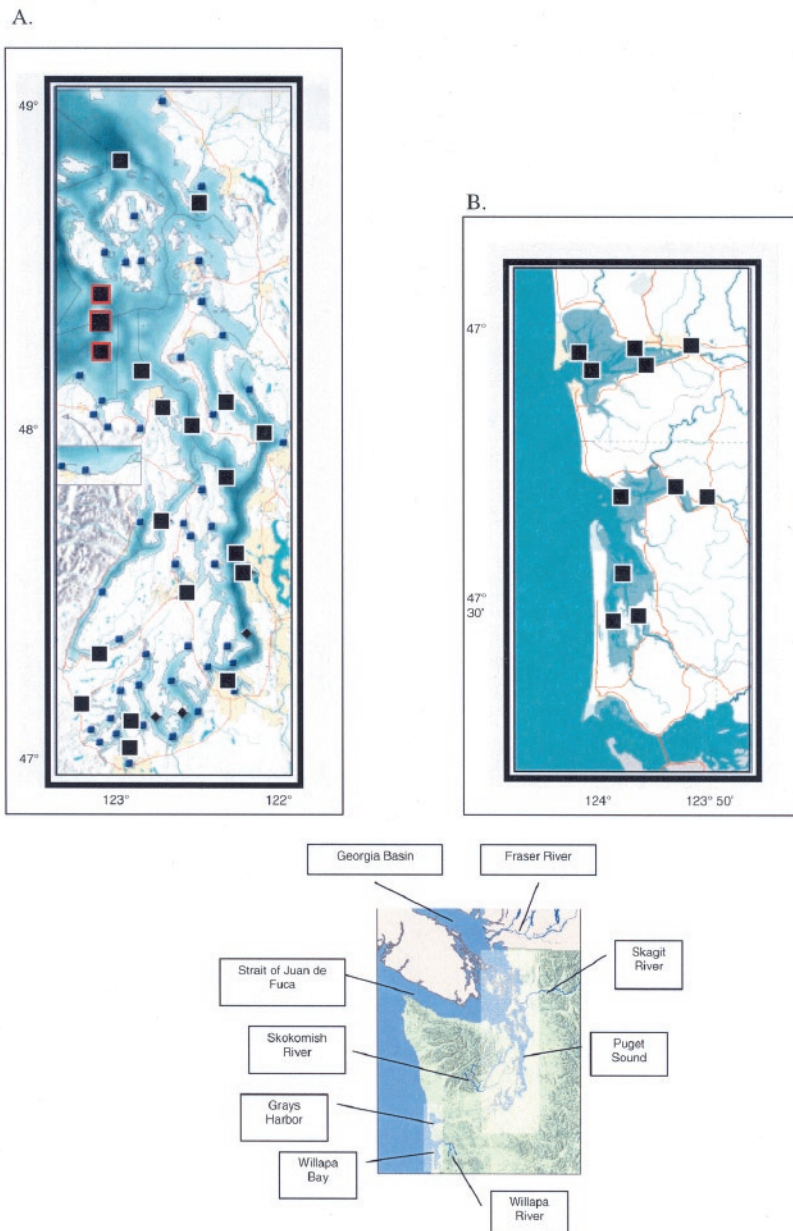 A.
49°
48°
47°
123°
122°
B.
47°
47°
30'
124°
123° 50'
Georgia Basin
Fraser River
Strait of Juan de
Fuca
Skagit
River
Skokomish
River
Puget
Sound
Grays
Harbor
Willapa
Bay
Willapa
River